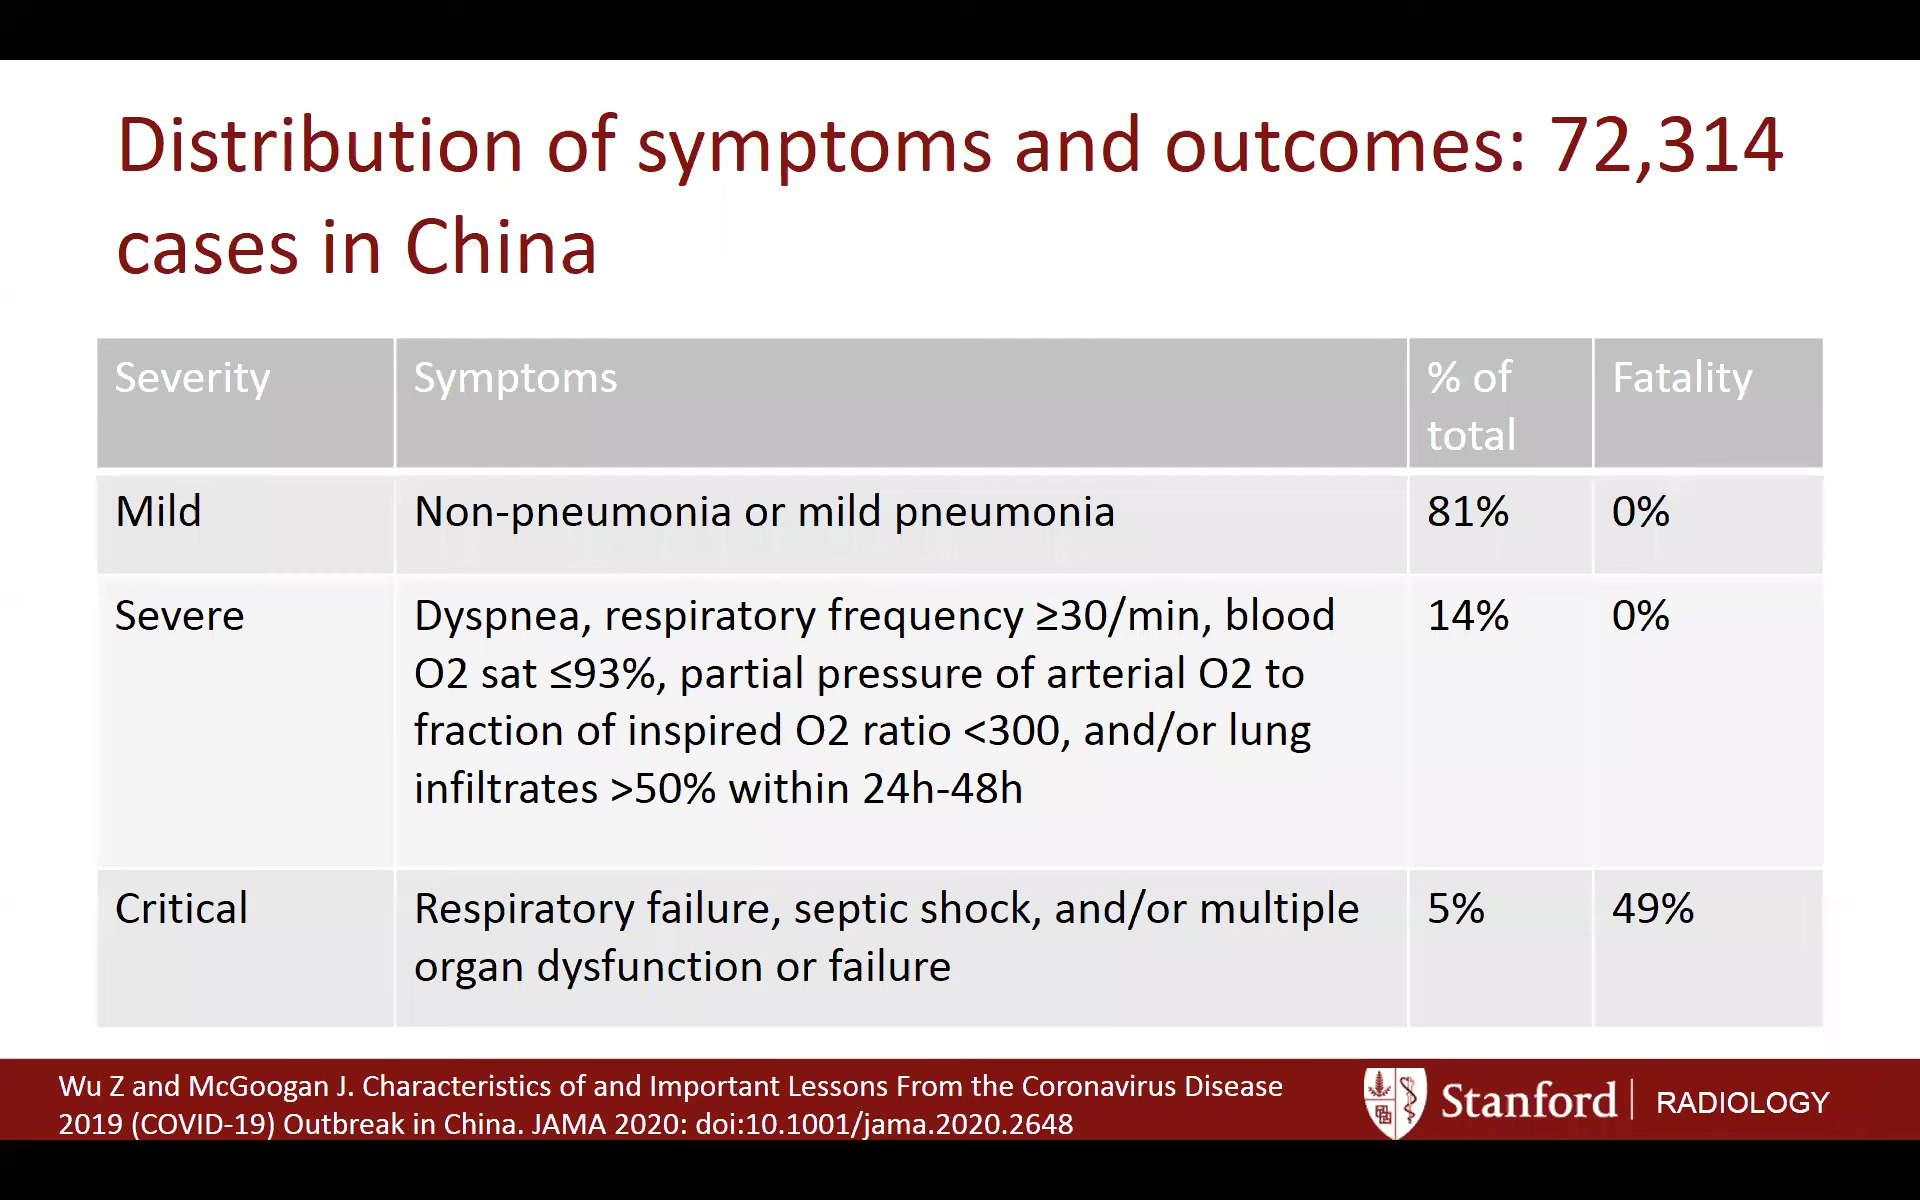 Distribution of symptoms and outcomes: 72,314
cases in China
Severity
Symptoms
% of
total
Fatality
Mild
Non-pneumonia or mild pneumonia
81%
0%
Severe
Dyspnea, respiratory frequency ≥30/min, blood
O2 sat ≤93%, partial pressure of arterial O2 to
fraction of inspired O2 ratio <300, and/or lung
infiltrates >50% within 24h-48h
14%
0%
Critical
Respiratory failure, septic shock, and/or multiple
organ dysfunction or failure
5%
49%
Wu Z and McGoogan J. Characteristics of and Important Lessons From the Coronavirus Disease
2019 (COVID-19) Outbreak in China. JAMA 2020: doi:10.1001/jama.2020.2648
Stanford RADIOLOGY